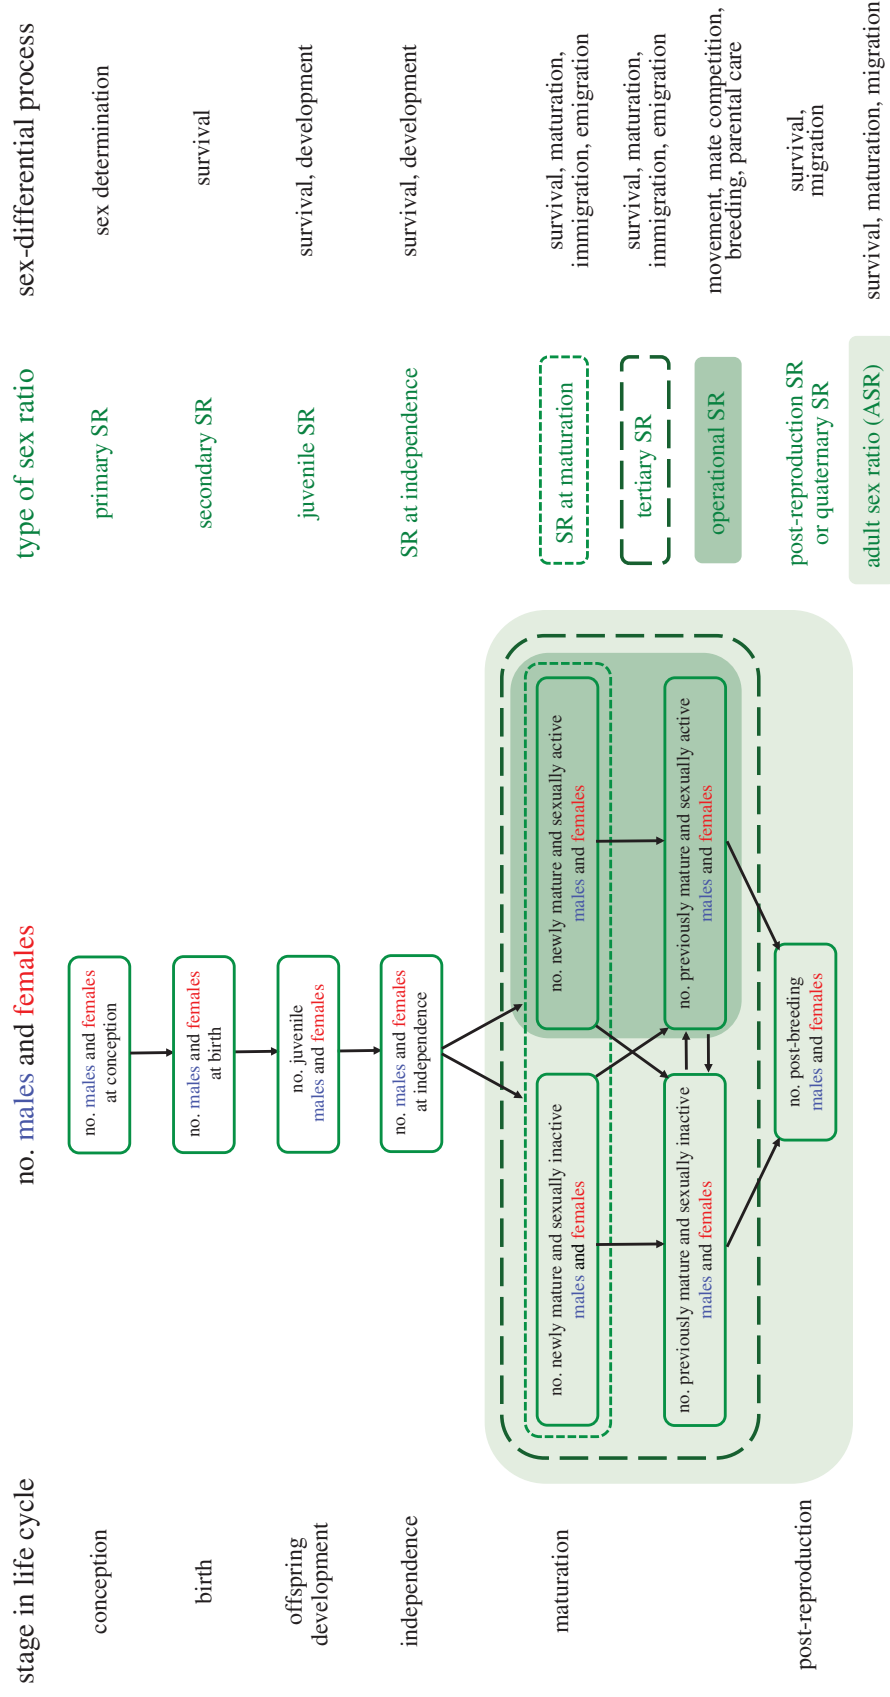 stage in life cycle
no. males and females
type of sex ratio
sex-differential process
conception
no. males and females
at conception
primary SR
sex determination
birth
no. males and females
at birth
secondary SR
survival
offspring
development
no. juvenile
males and females
juvenile SR
survival, development
independence
no. males and females
at independence
SR at independence
survival, development
maturation
no. newly mature and sexually inactive
males and females
no. newly mature and sexually active
males and females
SR at maturation
survival, maturation,
immigration, emigration
tertiary SR
survival, maturation,
immigration, emigration
no. previously mature and sexually inactive
males and females
no. previously mature and sexually active
males and females
operational SR
movement, mate competition,
breeding, parental care
post-reproduction
no. post-breeding
males and females
post-reproduction SR
or quaternary SR
survival,
migration
adult sex ratio (ASR)
survival, maturation, migration